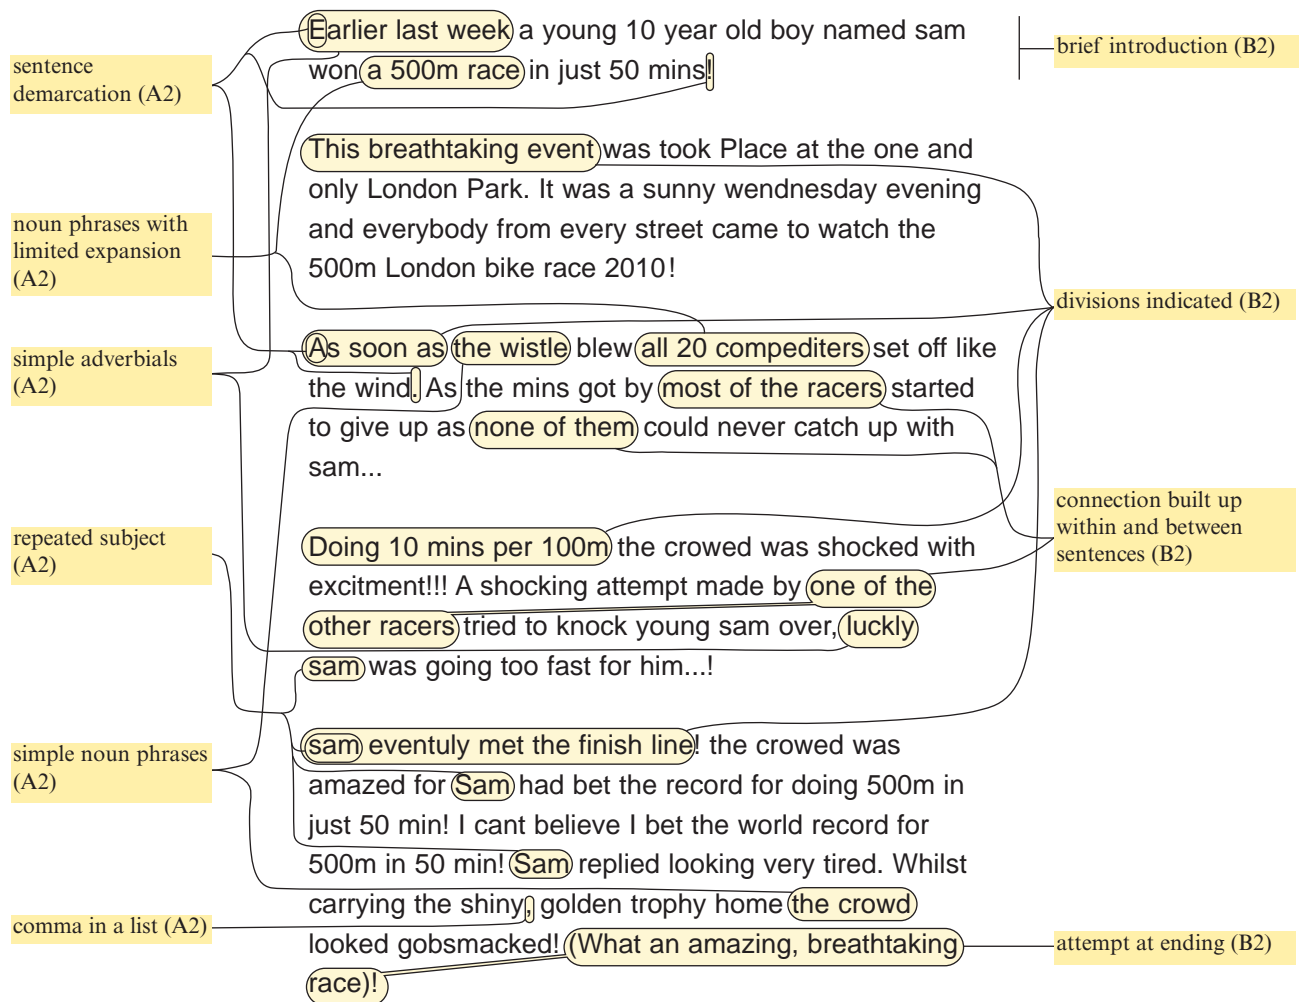 Earlier last week a young 10 year old boy named sam
won a 500m race in just 50 mins!
This breathtaking event was took Place at the one and
only London Park. It was a sunny wendnesday evening
and everybody from every street came to watch the
500m London bike race 2010!
As soon as the wistle blew all 20 compediters set off like
the wind. As the mins got by most of the racers started
to give up as none of them could never catch up with
sam...
Doing 10 mins per 100m the crowed was shocked with
excitment!!! A shocking attempt made by one of the
other racers tried to knock young sam over, luckly
sam was going too fast for him...!
sam eventuly met the finish line! the crowed was
amazed for Sam had bet the record for doing 500m in
just 50 min! I cant believe I bet the world record for
500m in 50 min! Sam replied looking very tired. Whilst
carrying the shiny, golden trophy home the crowd
looked gobsmacked! (What an amazing, breathtaking
race)!
sentence
demarcation (A2)
noun phrases with
limited expansion
(A2)
simple adverbials
(A2)
repeated subject
(A2)
simple noun phrases
(A2)
comma in a list (A2)
brief introduction (B2)
divisions indicated (B2)
connection built up
within and between
sentences (B2)
attempt at ending (B2)